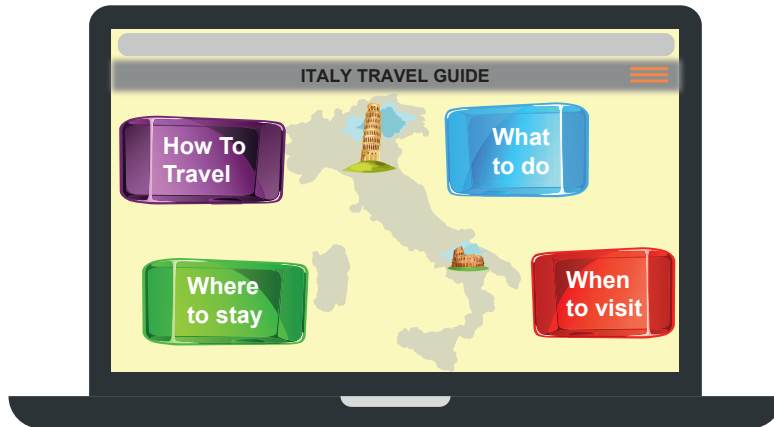 ITALY TRAVEL GUIDE
How To
Travel
What
to do
Where
to stay
When
to visit